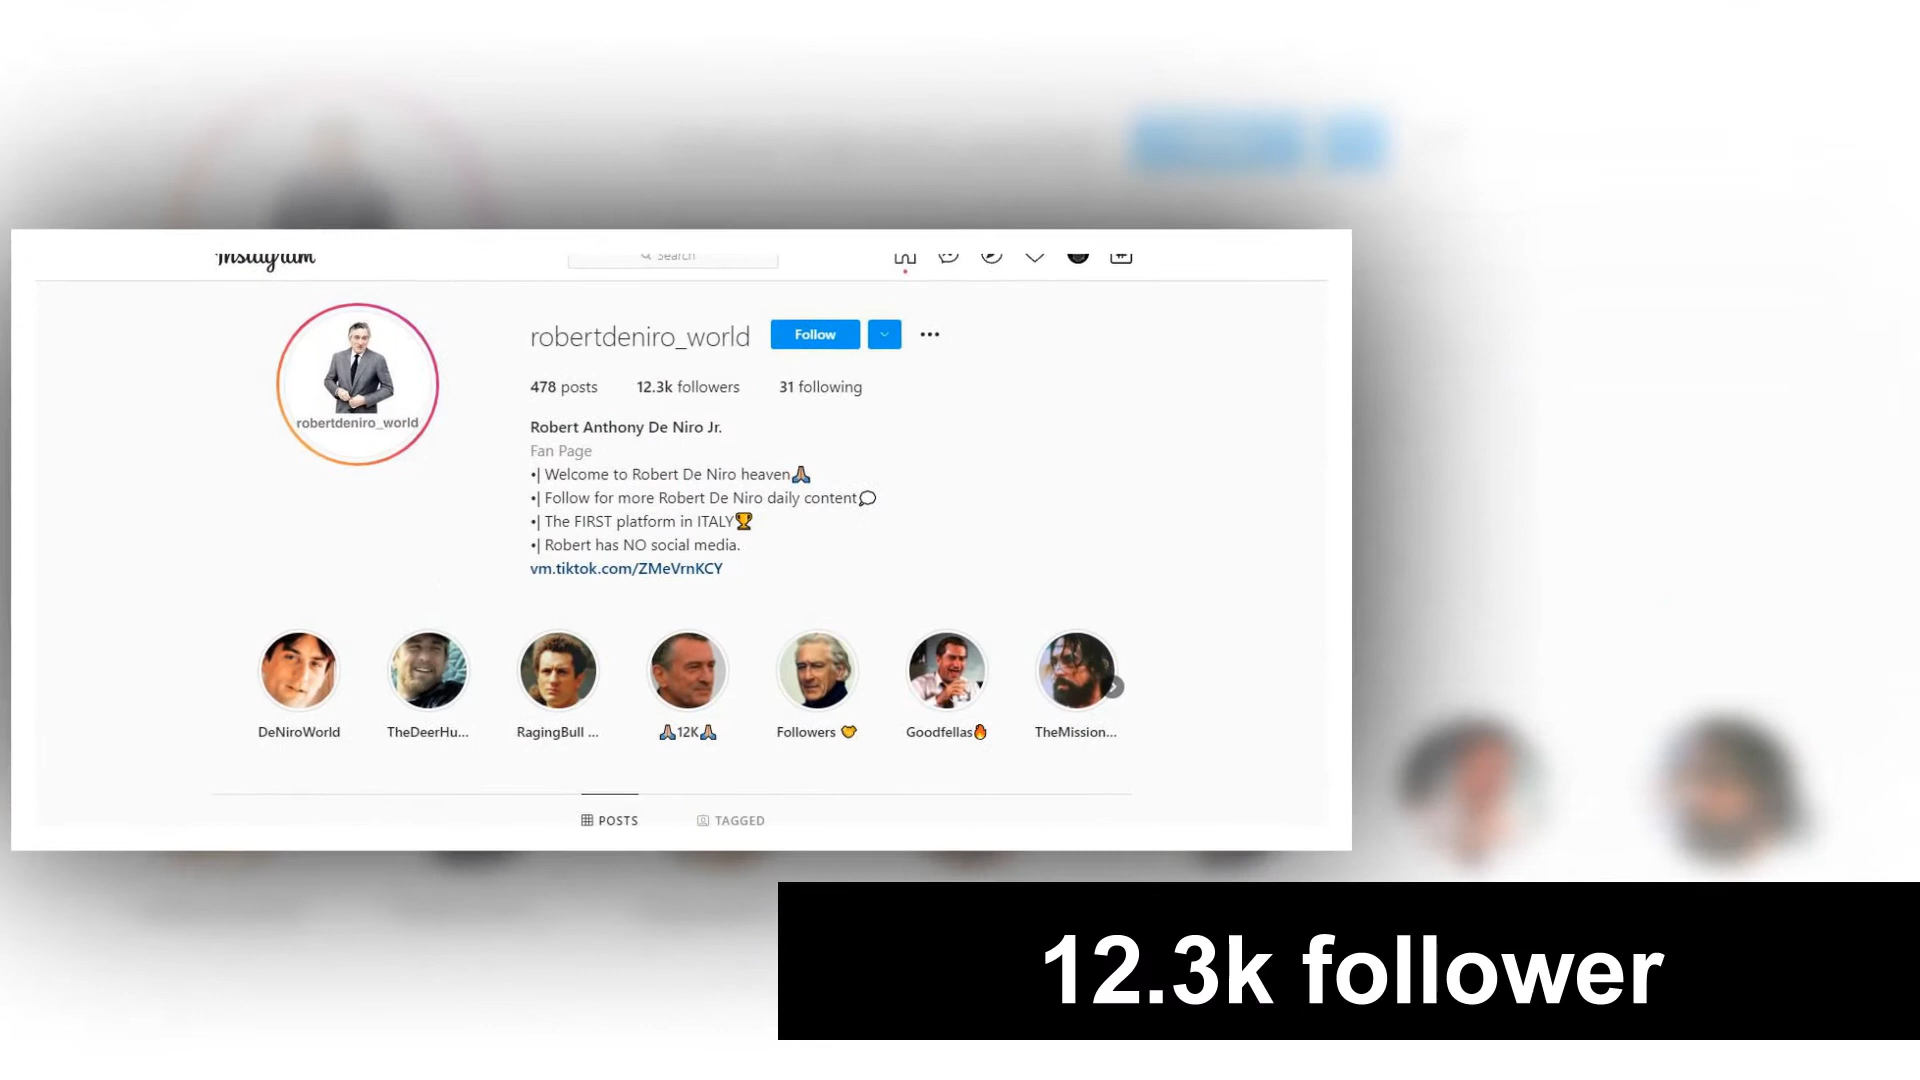 Instagram
Search
robertdeniro_world
Follow
478 posts 12.3k followers 31 following
robertdeniro_world
Robert Anthony De Niro Jr.
Fan Page
•| Welcome to Robert De Niro heaven🙏🏽
•| Follow for more Robert De Niro daily content💭
•| The FIRST platform in ITALY🏆
•| Robert has NO social media.
vm.tiktok.com/ZMeVrnKCY
DeNiroWorld TheDeerHu... RagingBull ... 🙏🏽12K🙏🏽 Followers 🤝 Goodfellas🔥 TheMission...
POSTS TAGGED
12.3k follower